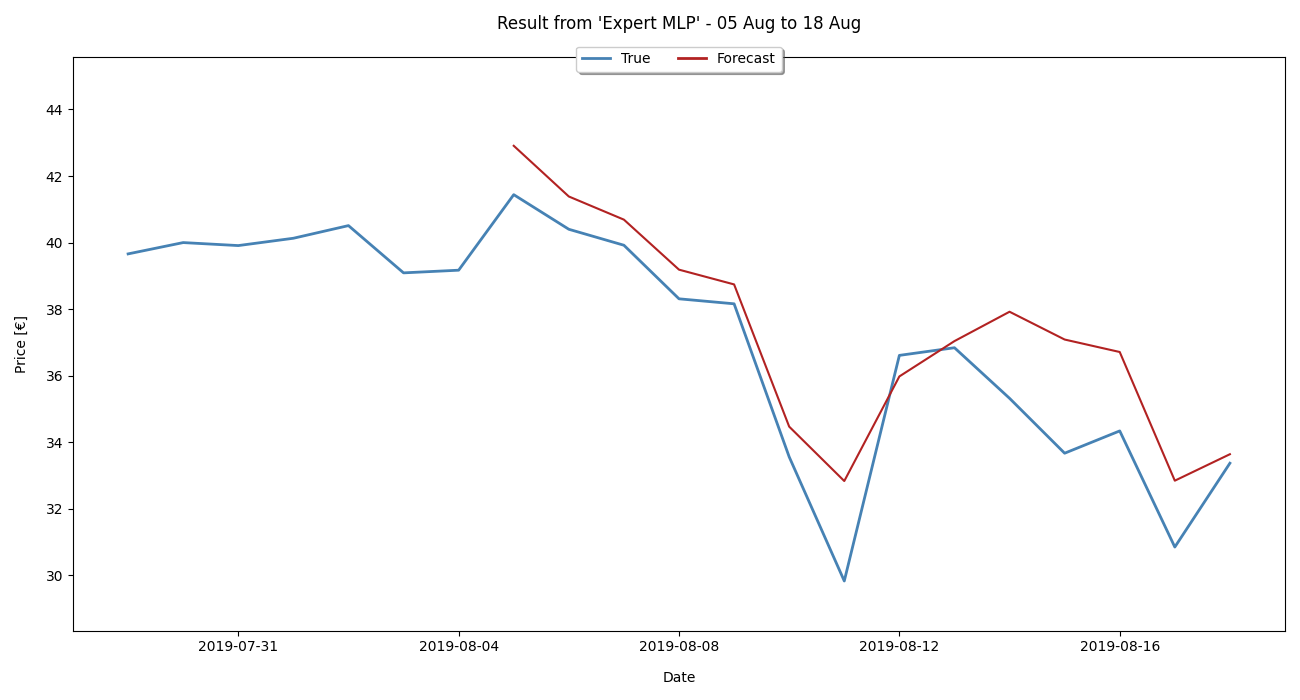 Result from 'Expert MLP' - 05 Aug to 18 Aug
True Forecast
44
42
40
38
36
34
32
30
Price [€]
2019-07-31 2019-08-04 2019-08-08 2019-08-12 2019-08-16
Date